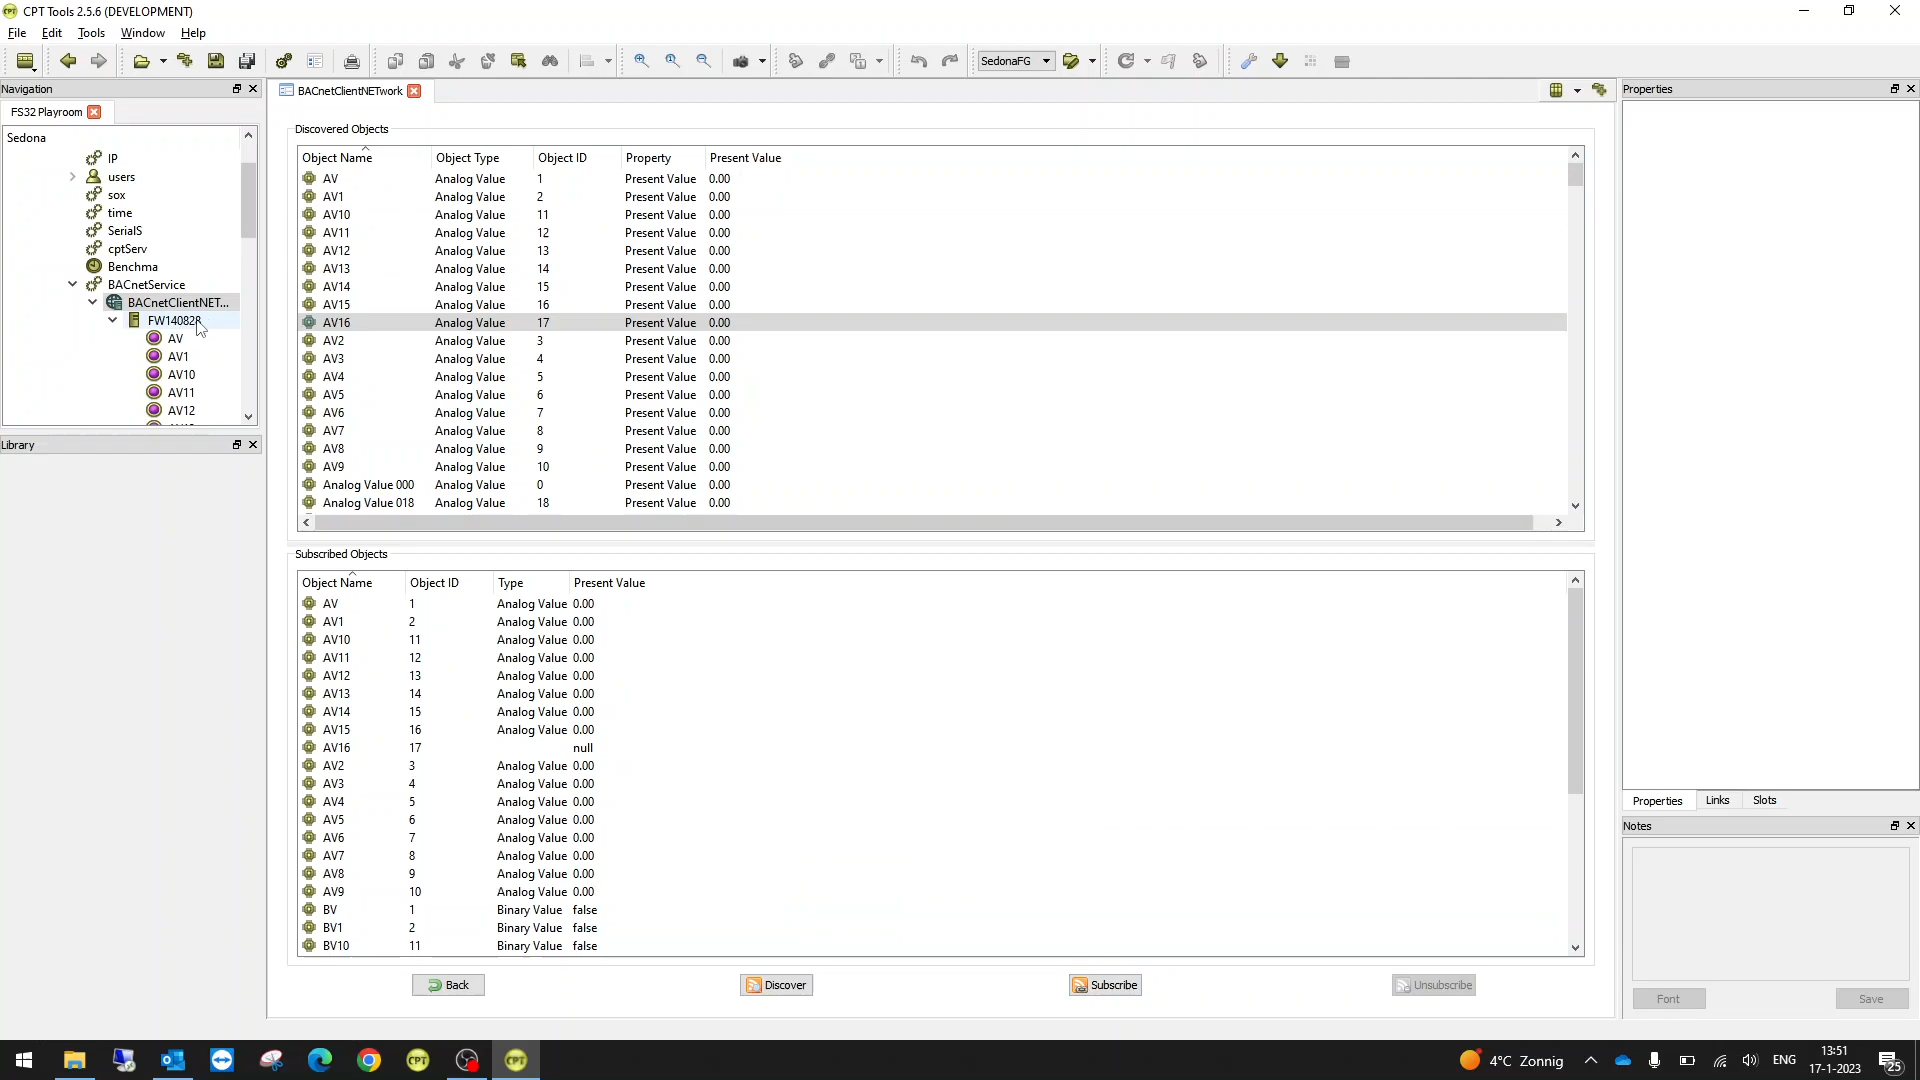 CPT Tools 2.5.6 (DEVELOPMENT)
File Edit Tools Window Help
SedonaFG
Navigation
FS32 Playroom
Sedona
IP
users
sox
time
SerialS
cptServ
Benchma
BACnetService
BACnetClientNET...
FW140828
AV
AV1
AV10
AV11
AV12
Library
BACnetClientNETwork
Discovered Objects
Object Name Object Type Object ID Property Present Value
AV Analog Value 1 Present Value 0.00
AV1 Analog Value 2 Present Value 0.00
AV10 Analog Value 11 Present Value 0.00
AV11 Analog Value 12 Present Value 0.00
AV12 Analog Value 13 Present Value 0.00
AV13 Analog Value 14 Present Value 0.00
AV14 Analog Value 15 Present Value 0.00
AV15 Analog Value 16 Present Value 0.00
AV16 Analog Value 17 Present Value 0.00
AV2 Analog Value 3 Present Value 0.00
AV3 Analog Value 4 Present Value 0.00
AV4 Analog Value 5 Present Value 0.00
AV5 Analog Value 6 Present Value 0.00
AV6 Analog Value 7 Present Value 0.00
AV7 Analog Value 8 Present Value 0.00
AV8 Analog Value 9 Present Value 0.00
AV9 Analog Value 10 Present Value 0.00
Analog Value 000 Analog Value 0 Present Value 0.00
Analog Value 018 Analog Value 18 Present Value 0.00
Subscribed Objects
Object Name Object ID Type Present Value
AV 1 Analog Value 0.00
AV1 2 Analog Value 0.00
AV10 11 Analog Value 0.00
AV11 12 Analog Value 0.00
AV12 13 Analog Value 0.00
AV13 14 Analog Value 0.00
AV14 15 Analog Value 0.00
AV15 16 Analog Value 0.00
AV16 17 null
AV2 3 Analog Value 0.00
AV3 4 Analog Value 0.00
AV4 5 Analog Value 0.00
AV5 6 Analog Value 0.00
AV6 7 Analog Value 0.00
AV7 8 Analog Value 0.00
AV8 9 Analog Value 0.00
AV9 10 Analog Value 0.00
BV 1 Binary Value false
BV1 2 Binary Value false
BV10 11 Binary Value false
Back Discover Subscribe Unsubscribe
Properties
Properties Links Slots
Notes
Font Save
CPT CPT 4°C Zonnig ENG 13:51
17-1-2023 25